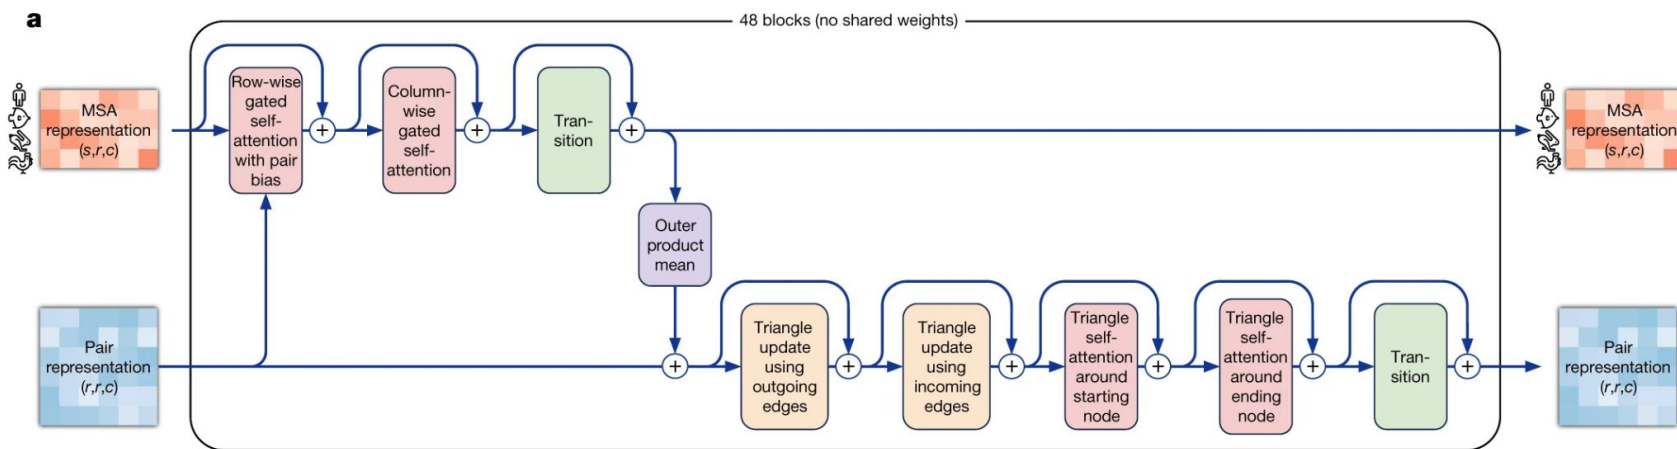 a
48 blocks (no shared weights)
MSA
representation
(s,r,c)
Row-wise
gated
self-
attention
with pair
bias
+
Column-
wise
gated
self-
attention
+
Tran-
sition
+
MSA
representation
(s,r,c)
Outer
product
mean
Pair
representation
(r,r,c)
+
Triangle
update
using
outgoing
edges
+
Triangle
update
using
incoming
edges
+
Triangle
self-
attention
around
starting
node
+
Triangle
self-
attention
around
ending
node
+
Tran-
sition
+
Pair
representation
(r,r,c)